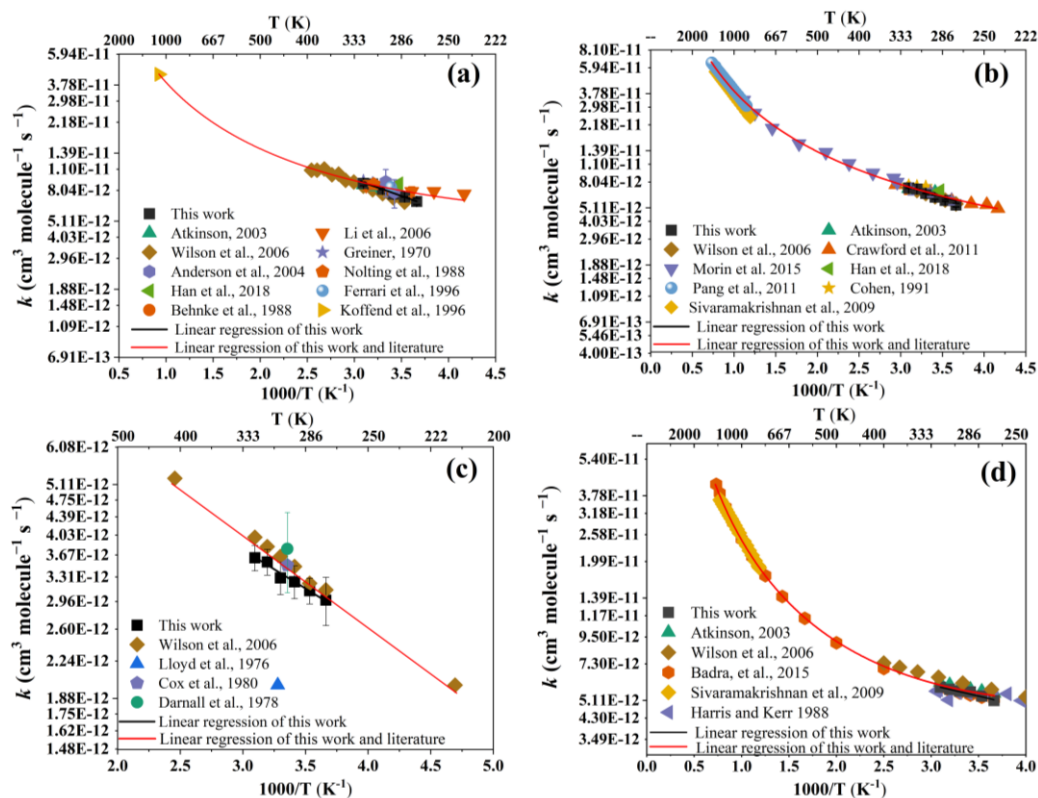 T (K)
2000 1000 667 500 400 333 286 250 222
5.94E-11
3.78E-11
2.98E-11
2.18E-11
1.39E-11
1.10E-11
8.04E-12
5.11E-12
4.03E-12
2.96E-12
1.88E-12
1.48E-12
1.09E-12
6.91E-13
k (cm³ molecule⁻¹ s⁻¹)
(a)
This work
Atkinson, 2003
Wilson et al., 2006
Anderson et al., 2004
Han et al., 2018
Behnke et al., 1988
Li et al., 2006
Greiner, 1970
Nolting et al., 1988
Ferrari et al., 1996
Koffend et al., 1996
Linear regression of this work
Linear regression of this work and literature
0.5 1.0 1.5 2.0 2.5 3.0 3.5 4.0 4.5
1000/T (K⁻¹)
T (K)
-- 2000 1000 667 500 400 333 286 250 222
8.10E-11
5.94E-11
3.78E-11
2.98E-11
2.18E-11
1.39E-11
1.10E-11
8.04E-12
5.11E-12
4.03E-12
2.96E-12
1.88E-12
1.48E-12
1.09E-12
6.91E-13
5.46E-13
4.00E-13
k (cm³ molecule⁻¹ s⁻¹)
(b)
This work
Wilson et al., 2006
Morin et al. 2015
Pang et al., 2011
Sivaramakrishnan et al., 2009
Atkinson, 2003
Crawford et al., 2011
Han et al., 2018
Cohen, 1991
Linear regression of this work
Linear regression of this work and literature
0.0 0.5 1.0 1.5 2.0 2.5 3.0 3.5 4.0 4.5
1000/T (K⁻¹)
T (K)
500 400 333 286 250 222 200
6.08E-12
5.11E-12
4.75E-12
4.39E-12
4.03E-12
3.67E-12
3.31E-12
2.96E-12
2.60E-12
2.24E-12
1.88E-12
1.75E-12
1.62E-12
1.48E-12
k (cm³ molecule⁻¹ s⁻¹)
(c)
This work
Wilson et al., 2006
Lloyd et al., 1976
Cox et al., 1980
Darnall et al., 1978
Linear regression of this work
Linear regression of this work and literature
2.0 2.5 3.0 3.5 4.0 4.5 5.0
1000/T (K⁻¹)
T (K)
-- 2000 1000 667 500 400 333 286 250
5.40E-11
3.78E-11
3.18E-11
2.58E-11
1.99E-11
1.39E-11
1.17E-11
9.50E-12
7.30E-12
5.11E-12
4.30E-12
3.49E-12
k (cm³ molecule⁻¹ s⁻¹)
(d)
This work
Atkinson, 2003
Wilson et al., 2006
Badra, et al., 2015
Sivaramakrishnan et al., 2009
Harris and Kerr 1988
Linear regression of this work
Linear regression of this work and literature
0.0 0.5 1.0 1.5 2.0 2.5 3.0 3.5 4.0
1000/T (K⁻¹)